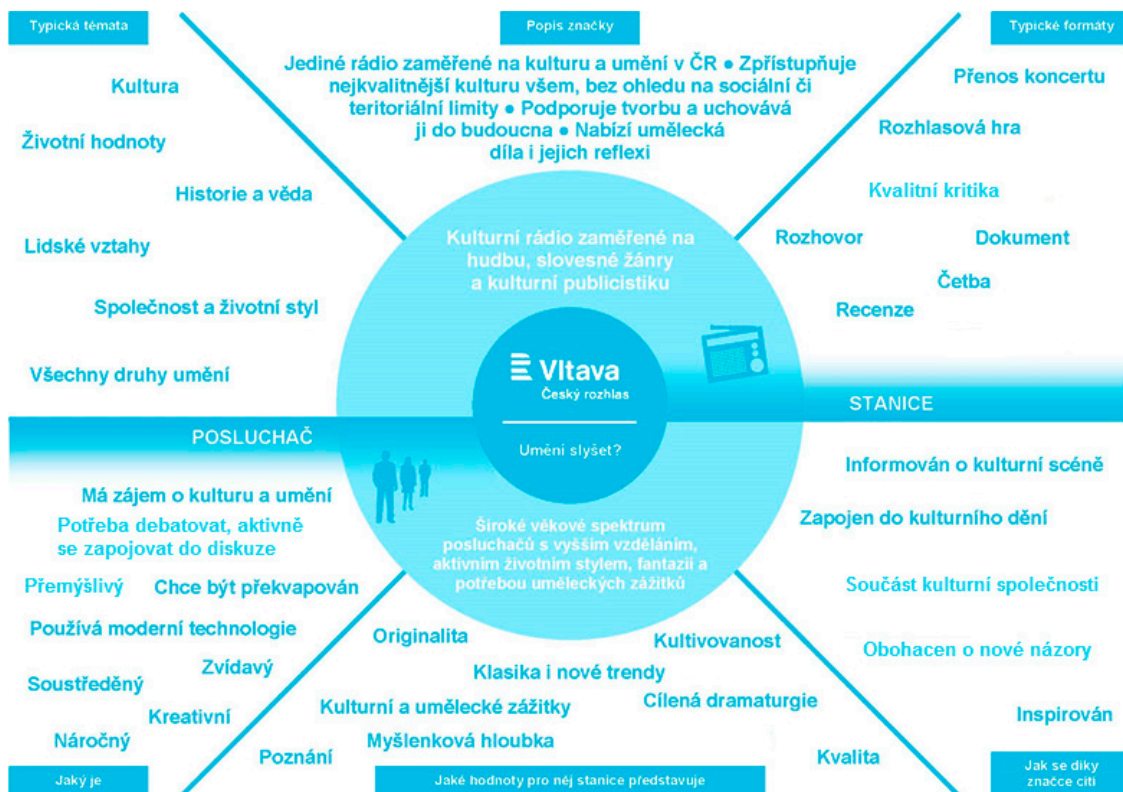 Typická témata
Kultura
Životní hodnoty
Historie a věda
Lidské vztahy
Společnost a životní styl
Všechny druhy umění
Popis značky
Jediné rádio zaměřené na kulturu a umění v ČR ● Zpřístupňuje
nejkvalitnější kulturu všem, bez ohledu na sociální či
teritoriální limity ● Podporuje tvorbu a uchovává
ji do budoucna ● Nabízí umělecká
díla i jejich reflexi
Typické formáty
Přenos koncertu
Rozhlasová hra
Kvalitní kritika
Rozhovor
Dokument
Četba
Recenze
Kulturní rádio zaměřené na
hudbu, slovesné žánry
a kulturní publicistiku
Vltava
Český rozhlas
Umění slyšet?
STANICE
POSLUCHAČ
Široké věkové spektrum
posluchačů s vyšším vzděláním,
aktivním životním stylem, fantazií a
potřebou uměleckých zážitků
Má zájem o kulturu a umění
Potřeba debatovat, aktivně
se zapojovat do diskuze
Přemýšlivý
Chce být překvapován
Používá moderní technologie
Zvídavý
Soustředěný
Kreativní
Náročný
Jaký je
Originalita
Kultivovanost
Klasika i nové trendy
Cílená dramaturgie
Kulturní a umělecké zážitky
Myšlenková hloubka
Poznání
Kvalita
Jaké hodnoty pro něj stanice představuje
Informován o kulturní scéně
Zapojen do kulturního dění
Součást kulturní společnosti
Obohacen o nové názory
Inspirován
Jak se díky
značce cítí